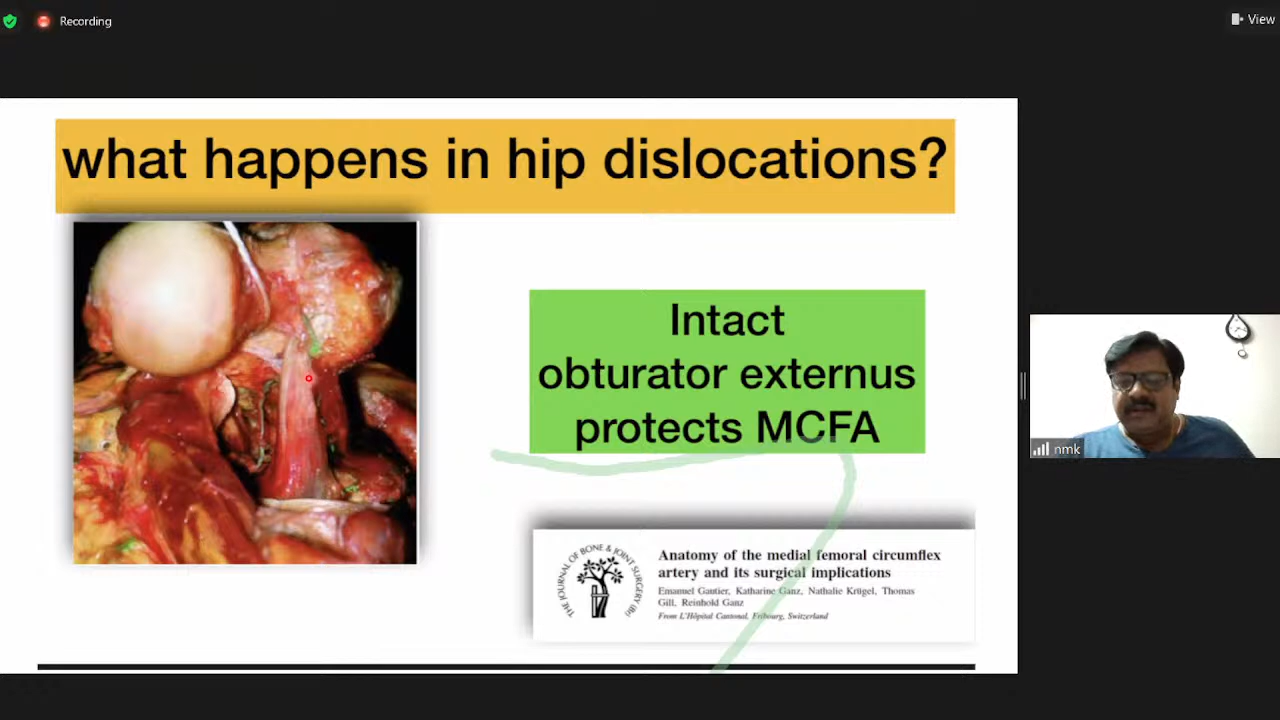 Recording
View
what happens in hip dislocations?
Intact
obturator externus
protects MCFA
nmk
THE JOURNAL OF BONE & JOINT SURGERY (Br)
Anatomy of the medial femoral circumflex
artery and its surgical implications
Emanuel Gautier, Katharine Ganz, Nathalie Krügel, Thomas
Gill, Reinhold Ganz
From L'Hôpital Cantonal, Fribourg, Switzerland